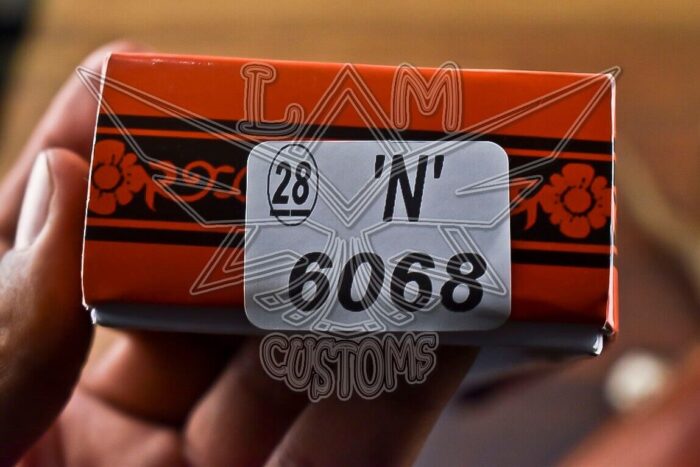 LAM
28 'N'
6068
CUSTOMS